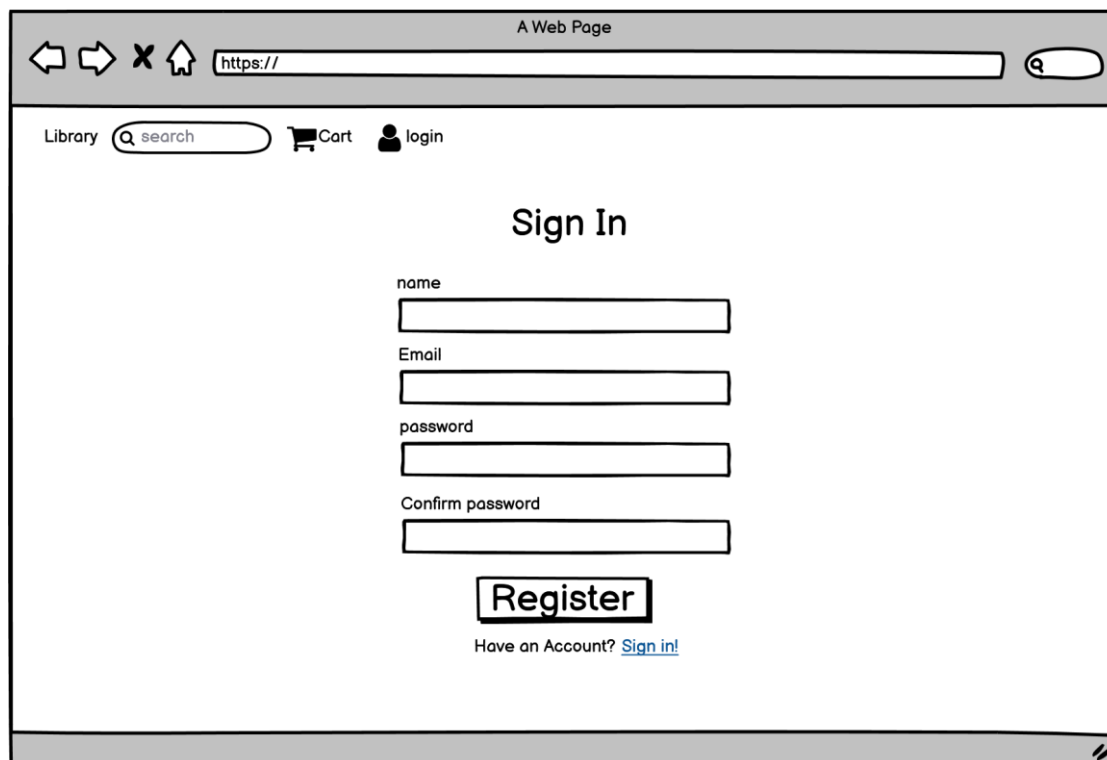 A Web Page
https://
Library search Cart login
Sign In
name
Email
password
Confirm password
Register
Have an Account? Sign in!